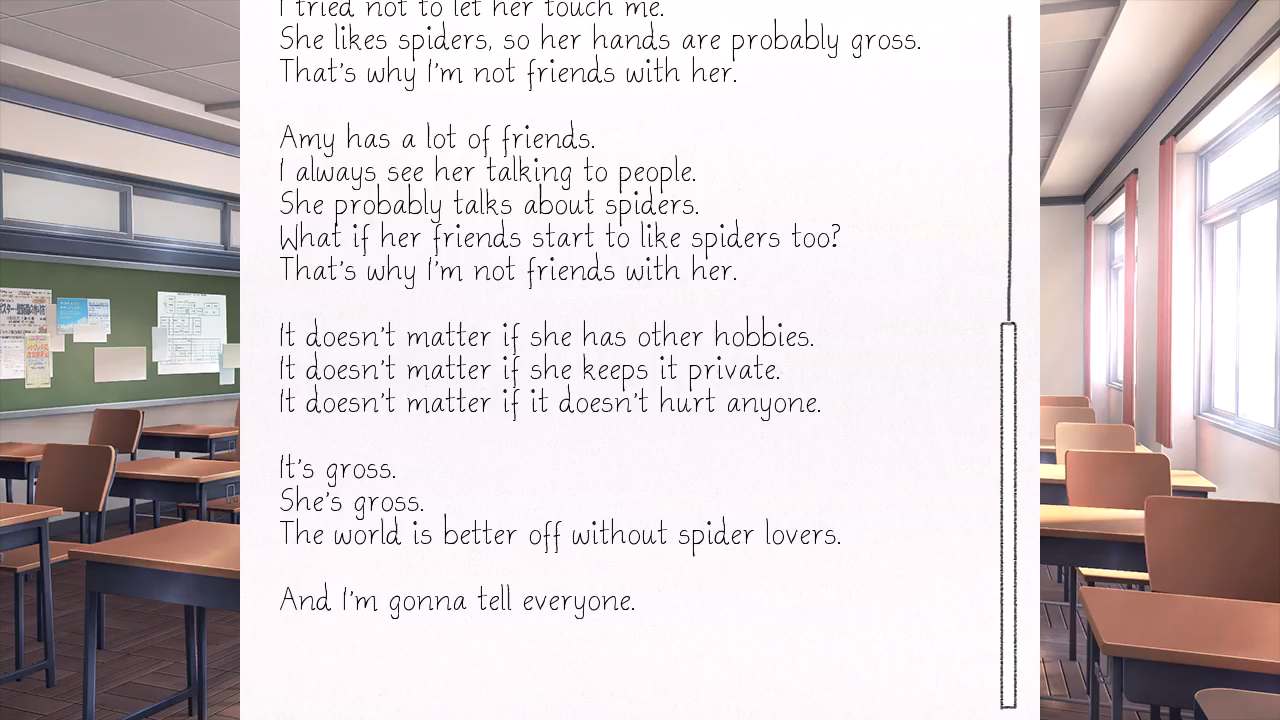 I tried not to let her touch me.
She likes spiders, so her hands are probably gross.
That's why I'm not friends with her.
Amy has a lot of friends.
I always see her talking to people.
She probably talks about spiders.
What if her friends start to like spiders too?
That's why I'm not friends with her.
It doesn't matter if she has other hobbies.
It doesn't matter if she keeps it private.
It doesn't matter if it doesn't hurt anyone.
It's gross.
She's gross.
The world is better off without spider lovers.
And I'm gonna tell everyone.